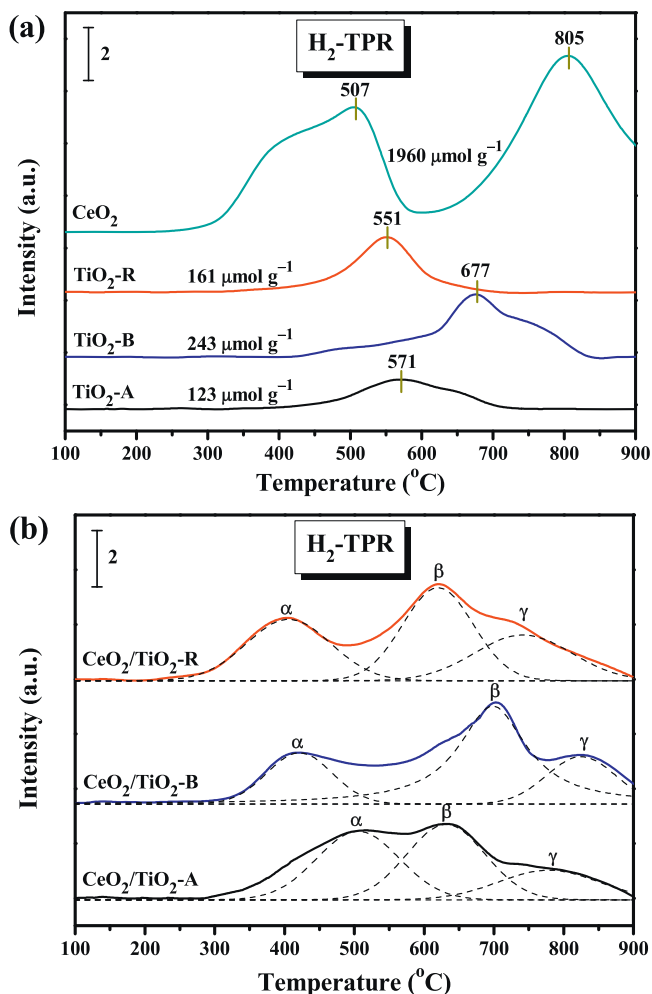 (a)
2
H₂-TPR
507
805
1960 μmol g⁻¹
CeO₂
551
TiO₂-R
161 μmol g⁻¹
677
TiO₂-B
243 μmol g⁻¹
571
TiO₂-A
123 μmol g⁻¹
Intensity (a.u.)
100 200 300 400 500 600 700 800 900
Temperature (°C)
(b)
2
H₂-TPR
α
β
γ
CeO₂/TiO₂-R
α
β
γ
CeO₂/TiO₂-B
α
β
γ
CeO₂/TiO₂-A
Intensity (a.u.)
100 200 300 400 500 600 700 800 900
Temperature (°C)